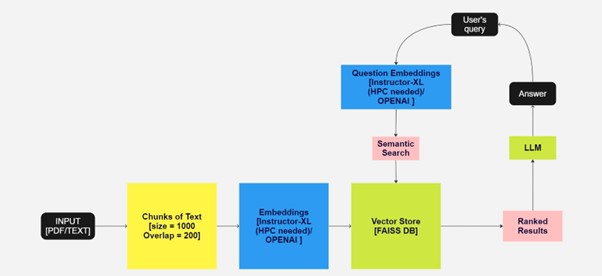 User's
query
Question Embeddings
[Instructor-XL
(HPC needed)/
OPENAI ]
Answer
Semantic
Search
LLM
INPUT
[PDF/TEXT]
Chunks of Text
[size = 1000
Overlap = 200]
Embeddings
[Instructor-XL
(HPC needed)/
OPENAI ]
Vector Store
[FAISS DB]
Ranked
Results